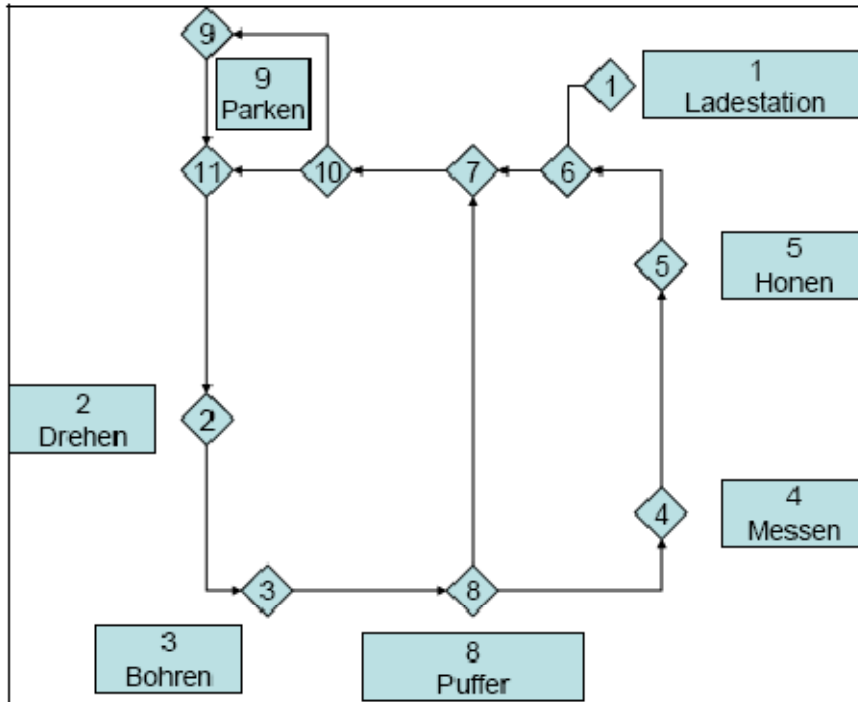 9
9
Parken
1
1
Ladestation
11
10
7
6
5
5
Honen
2
Drehen
2
4
4
Messen
3
8
3
Bohren
8
Puffer